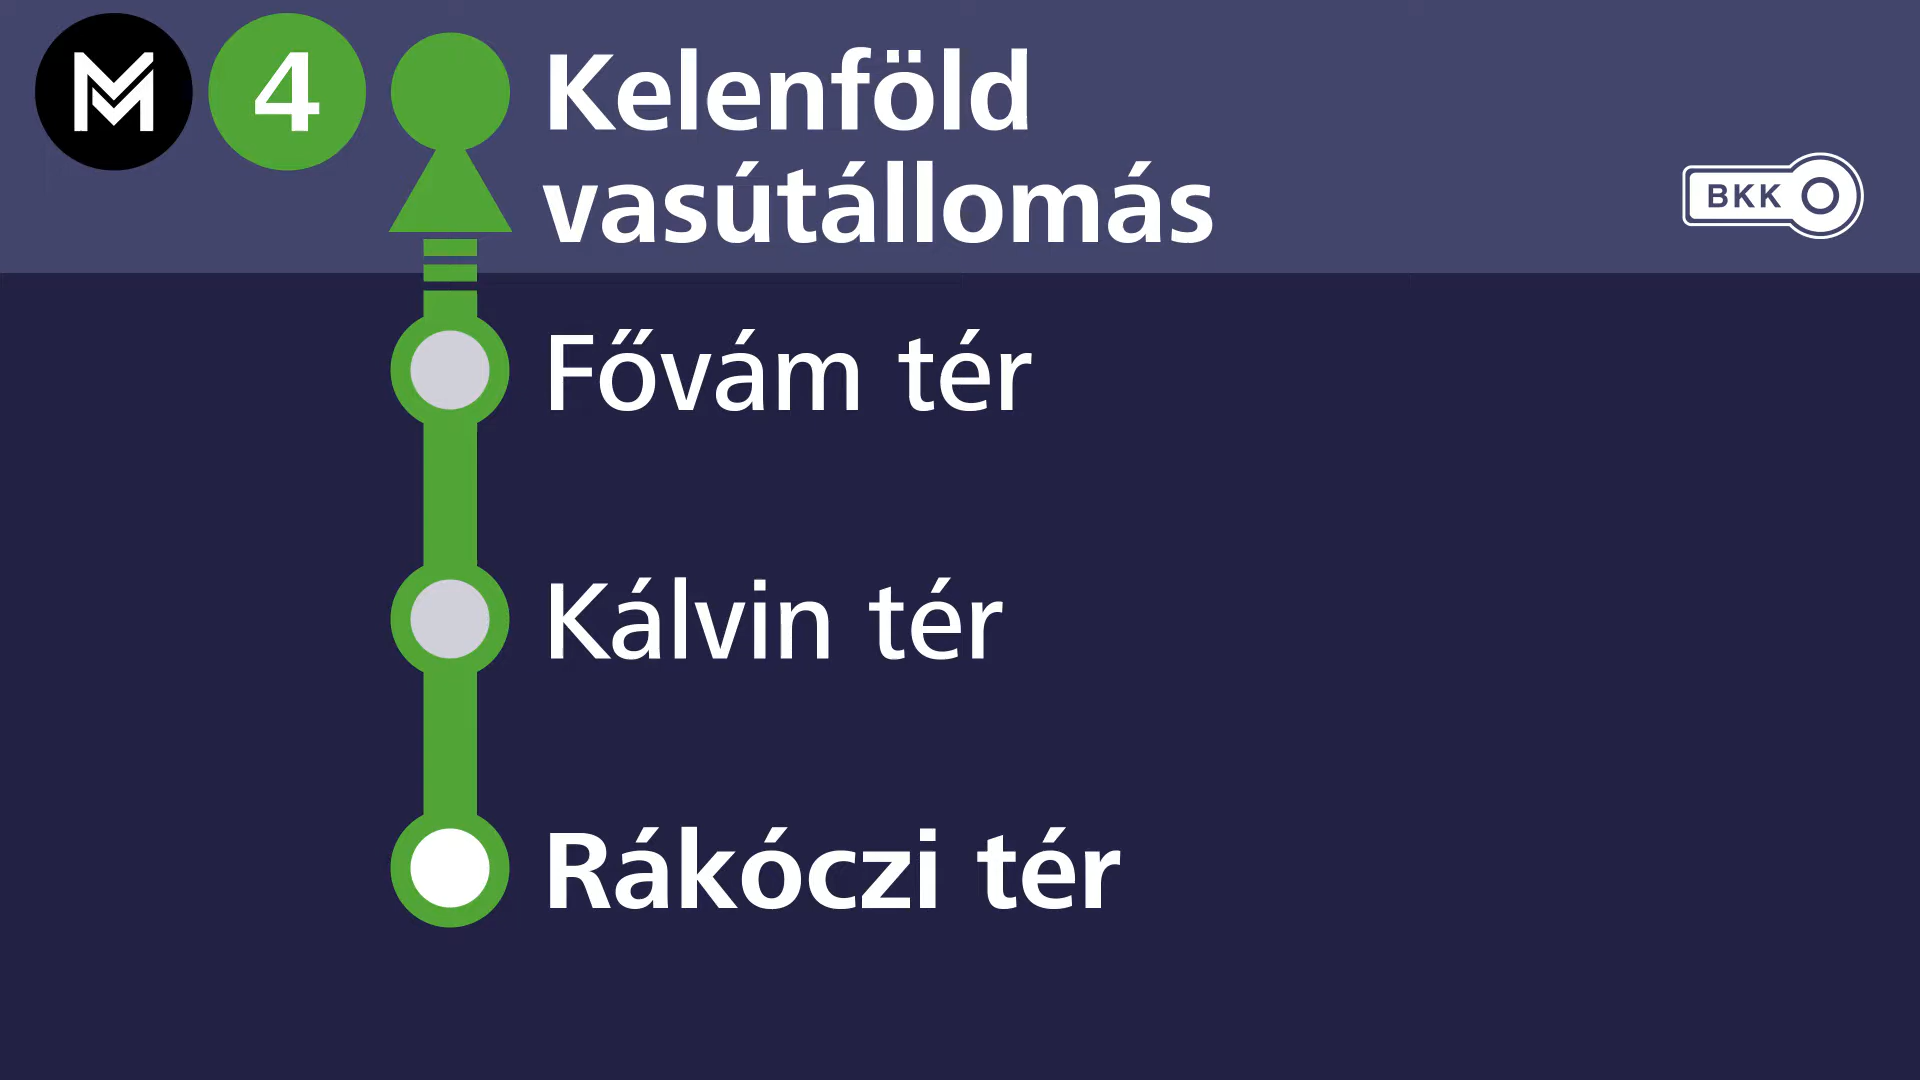 M 4 Kelenföld
vasútállomás
BKK
Fővám tér
Kálvin tér
Rákóczi tér